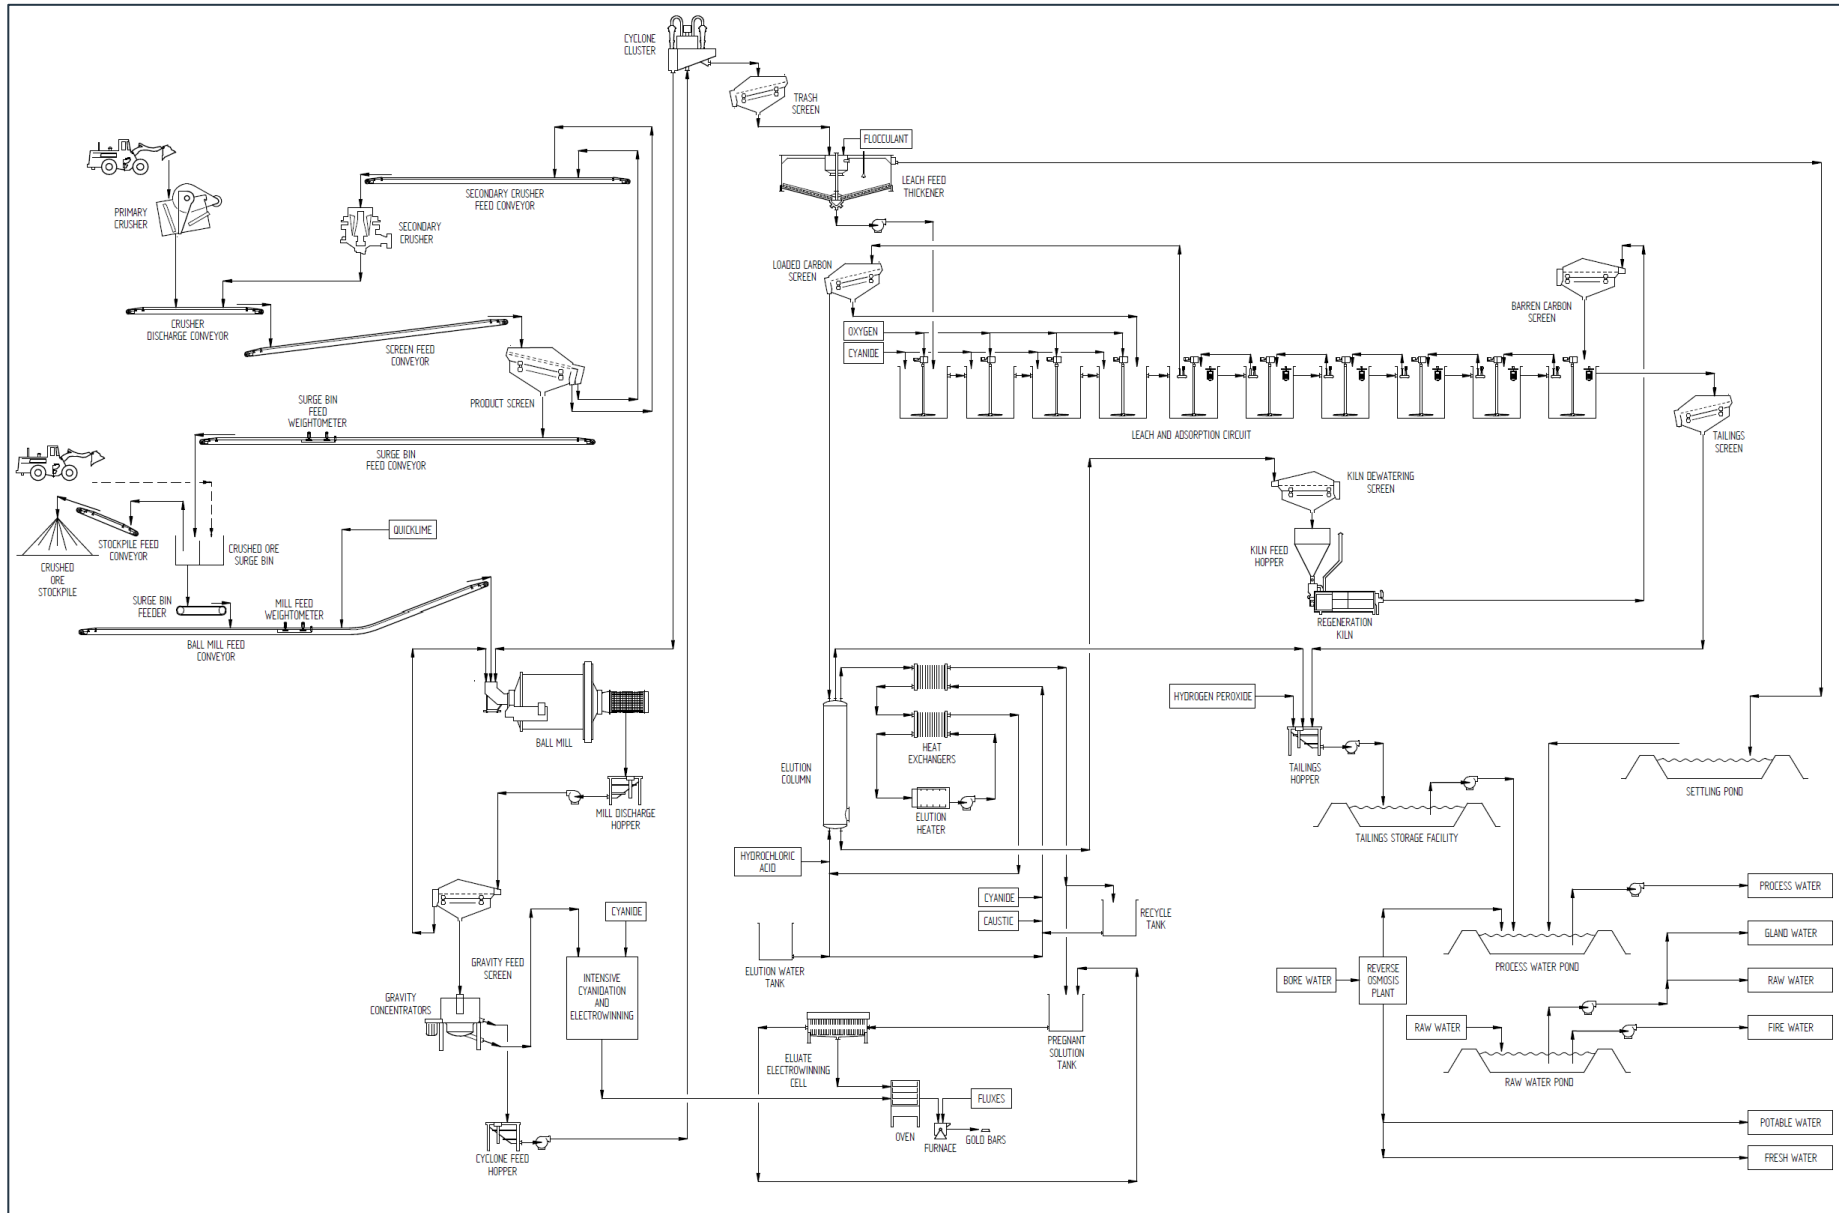 CYCLONE
CLUSTER
TRASH
SCREEN
FLOCCULANT
LEACH FEED
THICKENER
PRIMARY
CRUSHER
SECONDARY CRUSHER
FEED CONVEYOR
SECONDARY
CRUSHER
CRUSHER
DISCHARGE CONVEYOR
SCREEN FEED
CONVEYOR
PRODUCT SCREEN
SURGE BIN
FEED
WEIGHTOMETER
SURGE BIN
FEED CONVEYOR
STOCKPILE FEED
CONVEYOR
CRUSHED
ORE
STOCKPILE
CRUSHED ORE
SURGE BIN
QUICKLIME
SURGE BIN
FEEDER
MILL FEED
WEIGHTOMETER
BALL MILL FEED
CONVEYOR
BALL MILL
MILL DISCHARGE
HOPPER
GRAVITY FEED
SCREEN
GRAVITY
CONCENTRATORS
CYANIDE
INTENSIVE
CYANIDATION
AND
ELECTROWINNING
CYCLONE FEED
HOPPER
LOADED CARBON
SCREEN
OXYGEN
CYANIDE
LEACH AND ADSORPTION CIRCUIT
BARREN CARBON
SCREEN
TAILINGS
SCREEN
KILN DEWATERING
SCREEN
KILN FEED
HOPPER
REGENERATION
KILN
ELUTION
COLUMN
HEAT
EXCHANGERS
ELUTION
HEATER
HYDROCHLORIC
ACID
CYANIDE
CAUSTIC
RECYCLE
TANK
ELUTION WATER
TANK
PREGNANT
SOLUTION
TANK
ELUATE
ELECTROWINNING
CELL
OVEN
FLUXES
FURNACE
GOLD BARS
HYDROGEN PEROXIDE
TAILINGS
HOPPER
TAILINGS STORAGE FACILITY
SETTLING POND
PROCESS WATER
GLAND WATER
PROCESS WATER POND
BORE WATER
REVERSE
OSMOSIS
PLANT
RAW WATER
RAW WATER
FIRE WATER
RAW WATER POND
POTABLE WATER
FRESH WATER